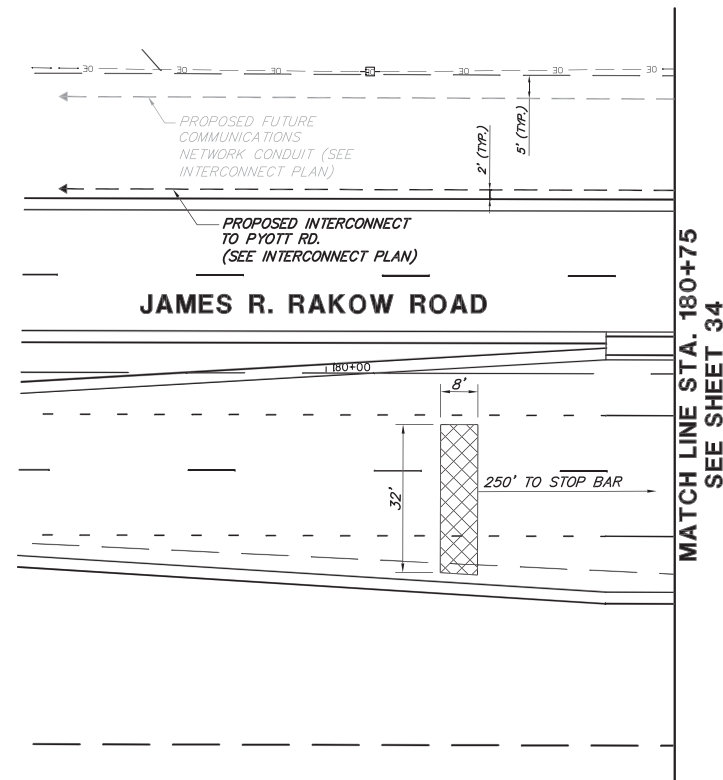 30
30
30
30
30
30
30
PROPOSED FUTURE
COMMUNICATIONS
NETWORK CONDUIT (SEE
INTERCONNECT PLAN)
2' (TYP.)
5' (TYP.)
PROPOSED INTERCONNECT
TO PYOTT RD.
(SEE INTERCONNECT PLAN)
JAMES R. RAKOW ROAD
180+00
8'
32'
250' TO STOP BAR
MATCH LINE STA. 180+75
SEE SHEET 34